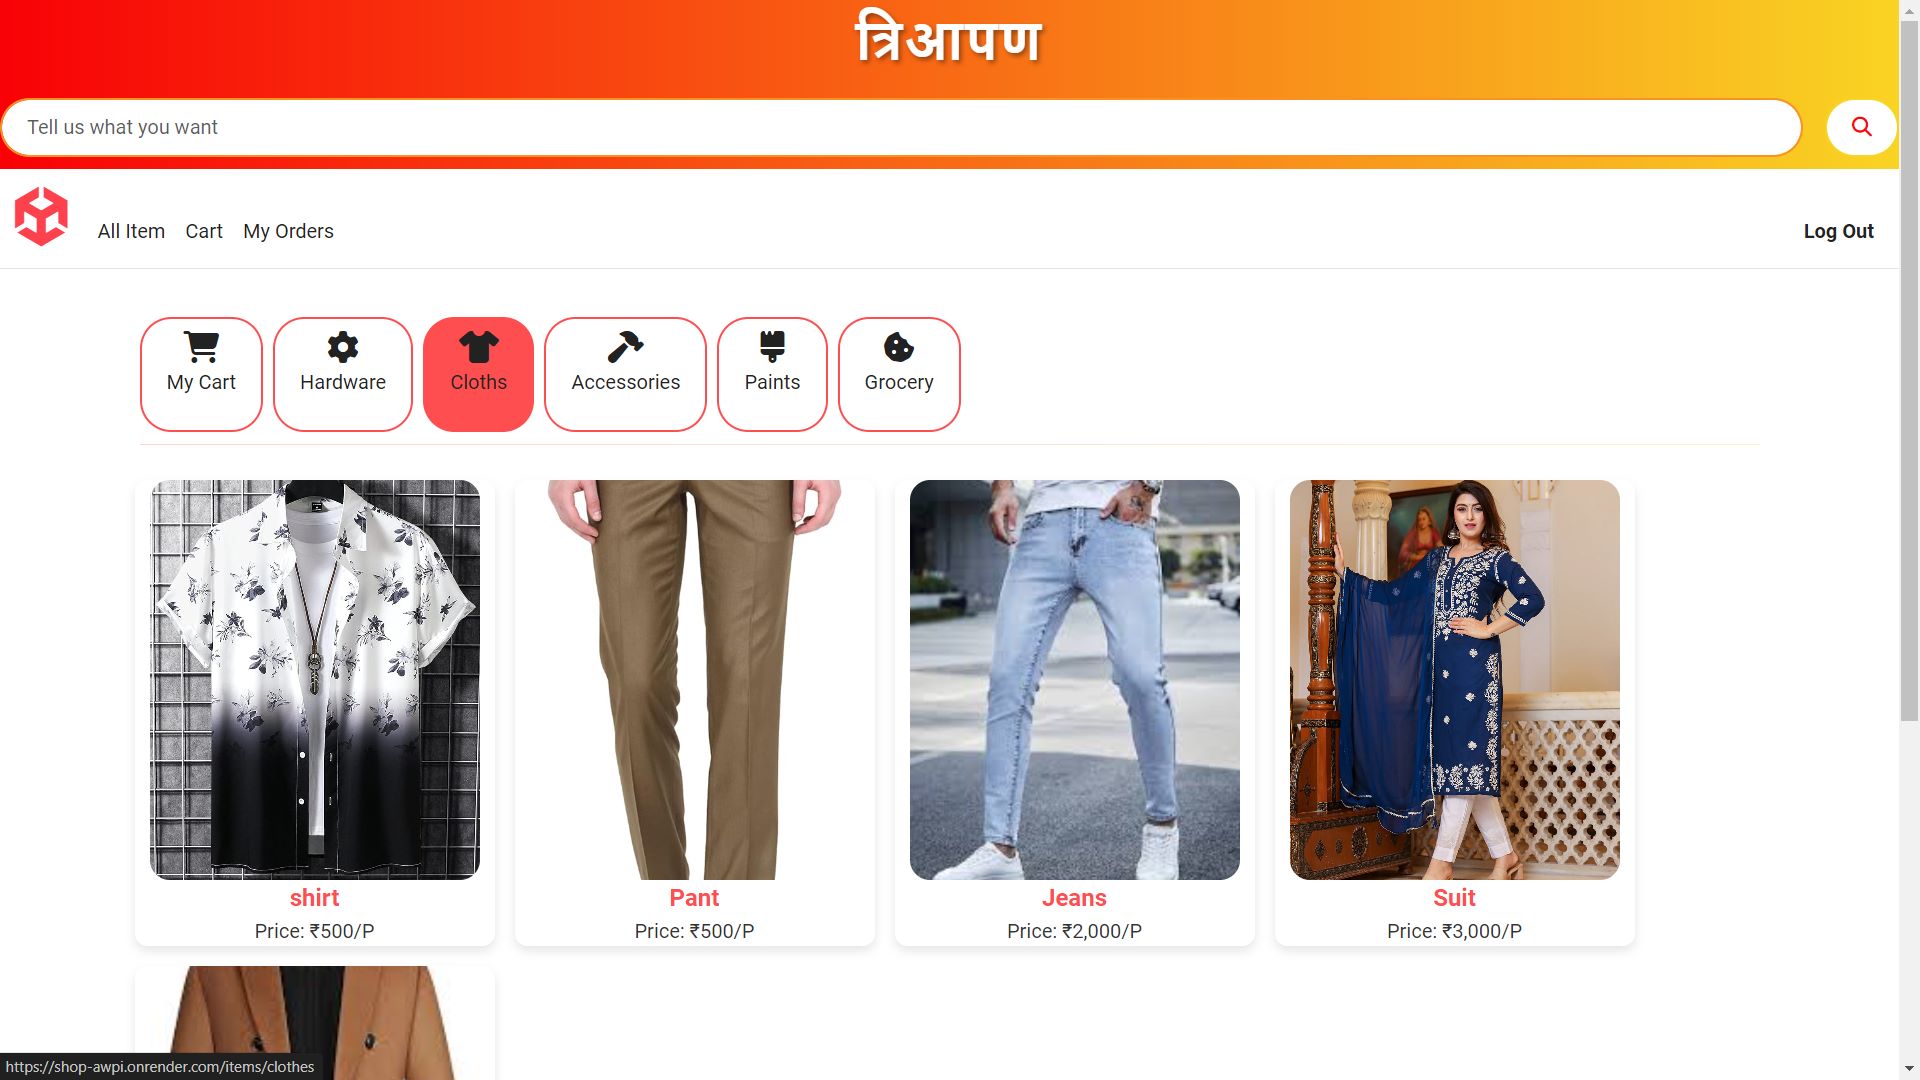 त्रिआपण
Tell us what you want
All Item Cart My Orders Log Out
My Cart Hardware Cloths Accessories Paints Grocery
shirt Pant Jeans Suit
Price: ₹500/P Price: ₹500/P Price: ₹2,000/P Price: ₹3,000/P
https://shop-awpi.onrender.com/items/clothes